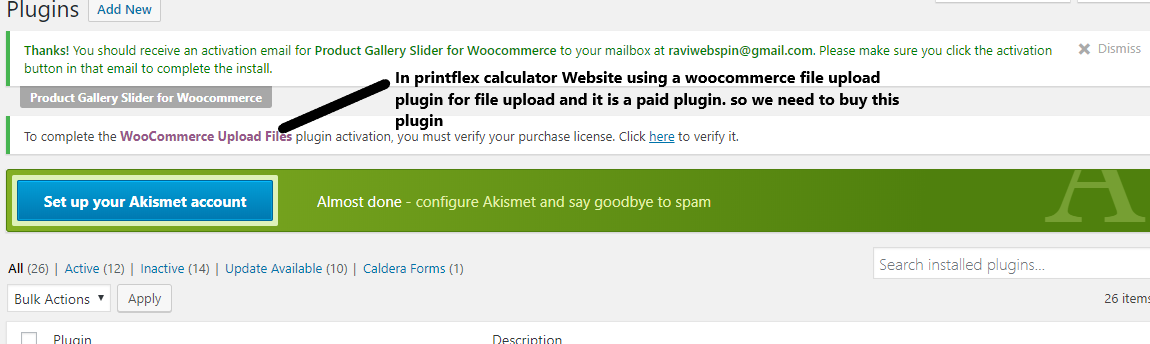 Plugins Add New
Thanks! You should receive an activation email for Product Gallery Slider for Woocommerce to your mailbox at raviwebspin@gmail.com. Please make sure you click the activation
button in that email to complete the install.
Dismiss
Product Gallery Slider for Woocommerce
In printflex calculator Website using a woocommerce file upload
plugin for file upload and it is a paid plugin. so we need to buy this
plugin
To complete the WooCommerce Upload Files plugin activation, you must verify your purchase license. Click here to verify it.
Set up your Akismet account
Almost done - configure Akismet and say goodbye to spam
A
All (26) | Active (12) | Inactive (14) | Update Available (10) | Caldera Forms (1)
Search installed plugins...
Bulk Actions Apply
26 items
Plugin Description